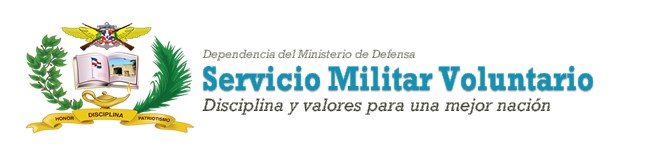 Dependencia del Ministerio de Defensa
Servicio Militar Voluntario
Disciplina y valores para una mejor nación
HONOR DISCIPLINA PATRIOTISMO